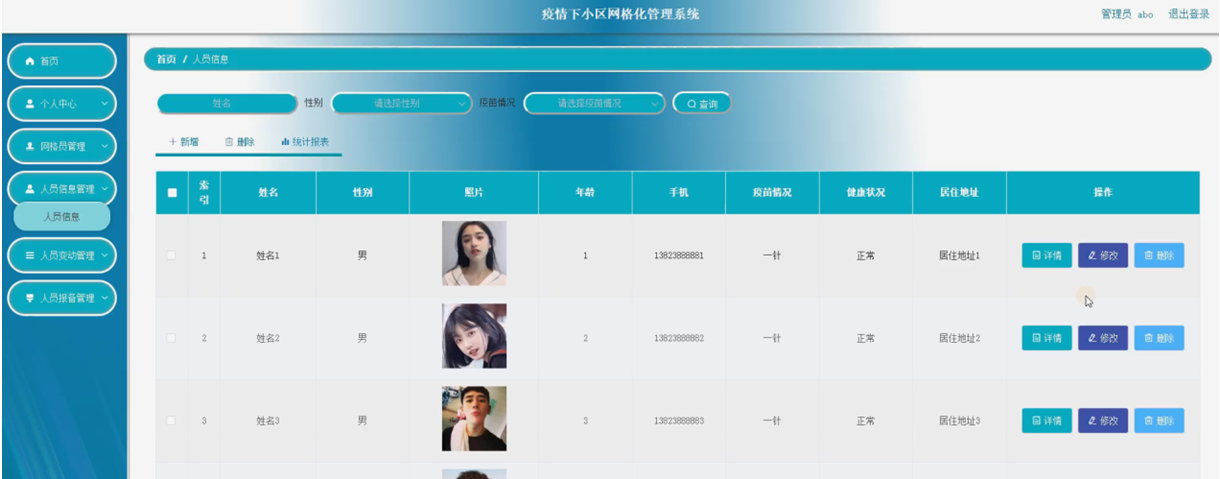 疫情下小区网格化管理系统
管理员 abo 退出登录
首页
个人中心
网格员管理
人员信息管理
人员信息
人员变动管理
人员报备管理
首页 / 人员信息
姓名 性别 请选择性别 疫苗情况 请选择疫苗情况 查询
新增 删除 统计报表
索引 姓名 性别 照片 年龄 手机 疫苗情况 健康状况 居住地址 操作
1 姓名1 男 1 13823888881 一针 正常 居住地址1 详情 修改 删除
2 姓名2 男 2 13823888882 一针 正常 居住地址2 详情 修改 删除
3 姓名3 男 3 13823888883 一针 正常 居住地址3 详情 修改 删除